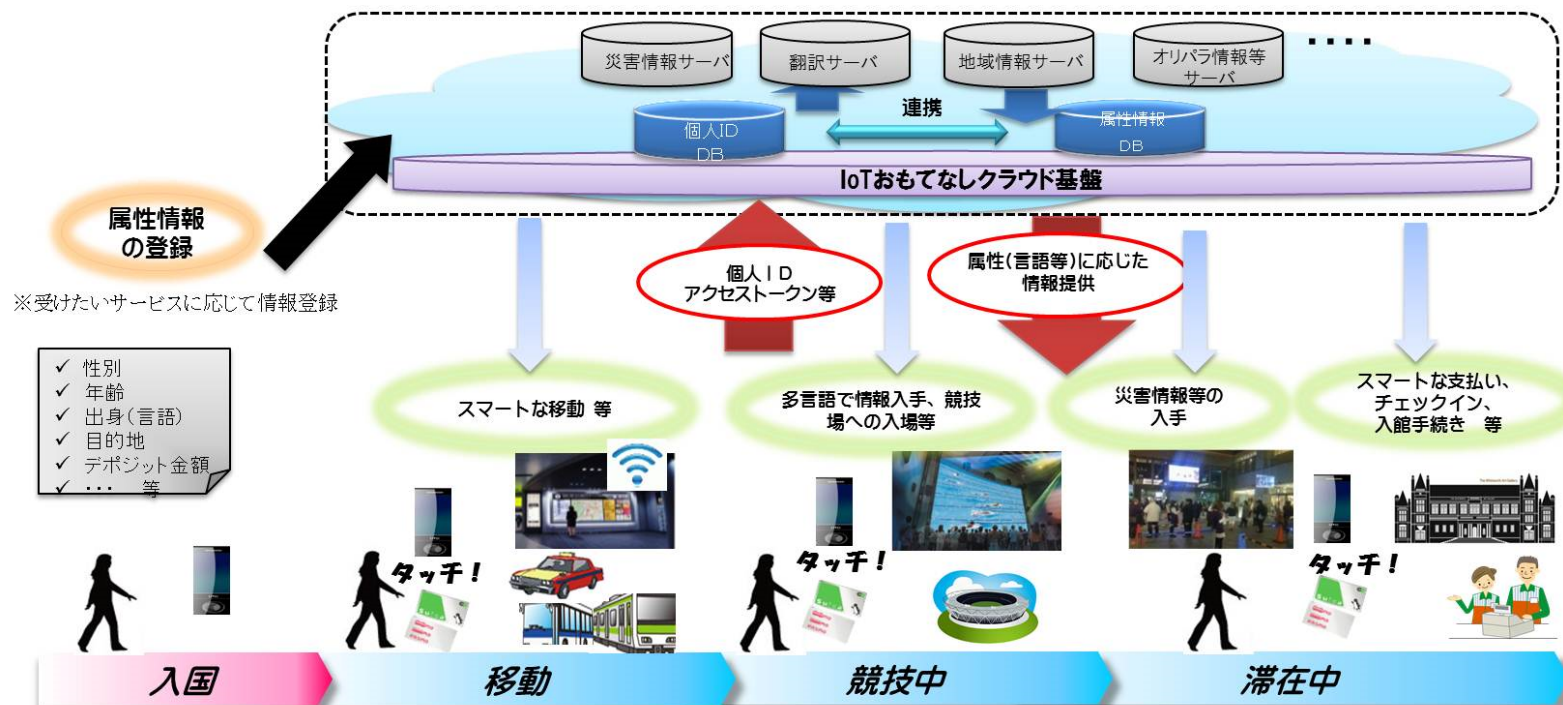 災害情報サーバ
翻訳サーバ
地域情報サーバ
オリパラ情報等
サーバ
・・・・
連携
個人ID
DB
属性情報
DB
IoTおもてなしクラウド基盤
属性情報
の登録
※受けたいサービスに応じて情報登録
個人ID
アクセストークン等
属性(言語等)に応じた
情報提供
✓ 性別
✓ 年齢
✓ 出身(言語)
✓ 目的地
✓ デポジット金額
✓ ・・・ 等
スマートな移動 等
多言語で情報入手、競技
場への入場等
災害情報等の
入手
スマートな支払い、
チェックイン、
入館手続き 等
タッチ!
タッチ!
タッチ!
入国
移動
競技中
滞在中